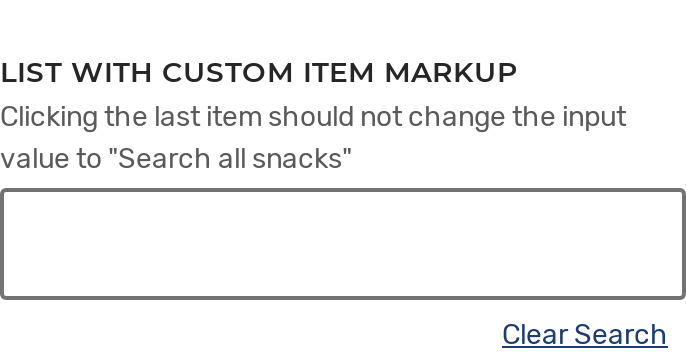 LIST WITH CUSTOM ITEM MARKUP
Clicking the last item should not change the input
value to "Search all snacks"
Clear Search